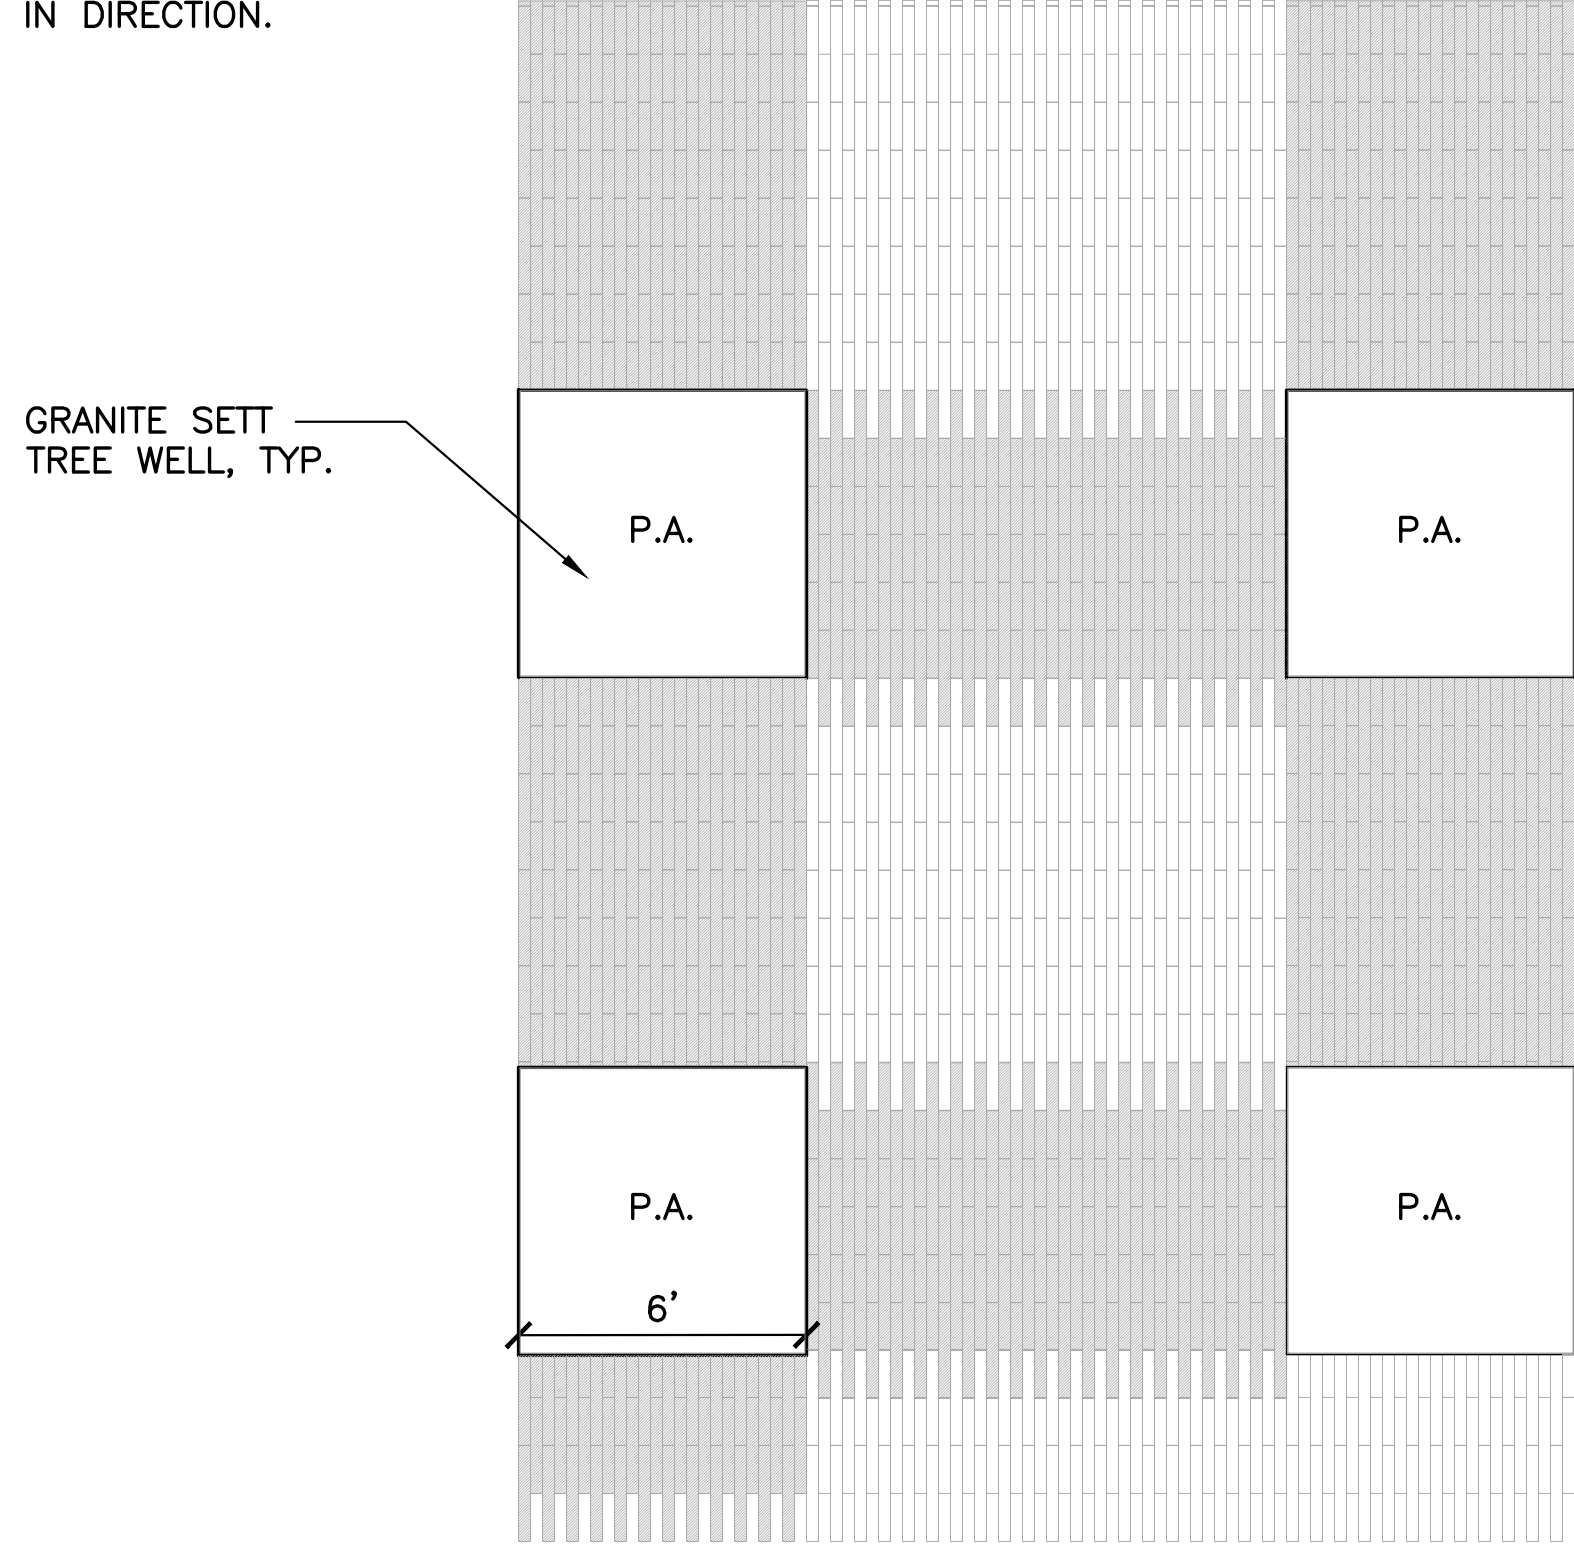 IN DIRECTION.
GRANITE SETT
TREE WELL, TYP.
P.A.
P.A.
P.A.
P.A.
6'